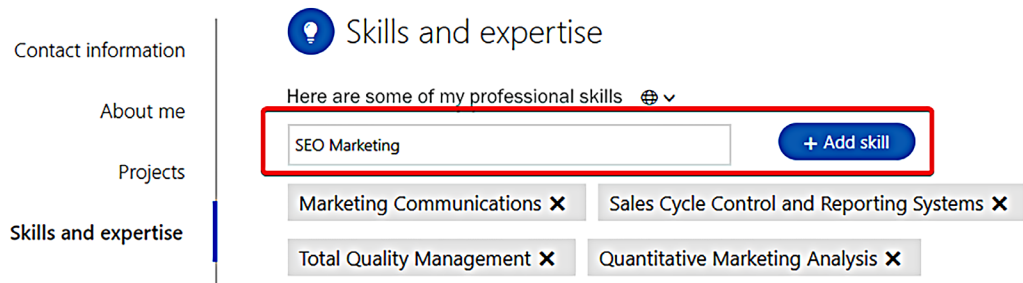 Skills and expertise
Contact information
Here are some of my professional skills
About me
SEO Marketing
+ Add skill
Projects
Marketing Communications ×
Sales Cycle Control and Reporting Systems ×
Skills and expertise
Total Quality Management ×
Quantitative Marketing Analysis ×